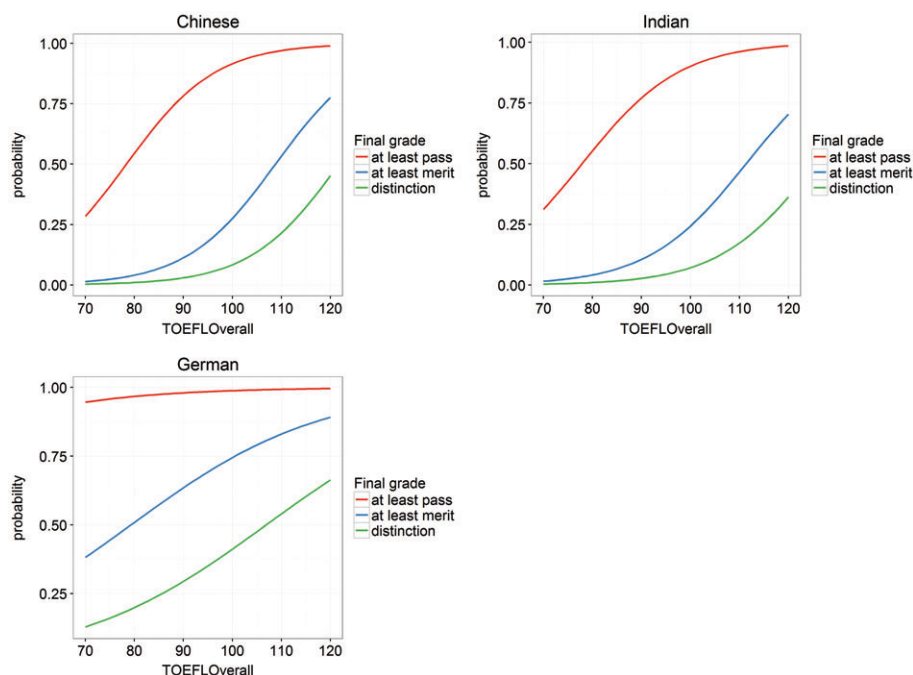 Chinese
1.00
0.75
0.50
0.25
0.00
probability
70 80 90 100 110 120
TOEFLOverall
Final grade
at least pass
at least merit
distinction
Indian
1.00
0.75
0.50
0.25
0.00
probability
70 80 90 100 110 120
TOEFLOverall
Final grade
at least pass
at least merit
distinction
German
1.00
0.75
0.50
0.25
probability
70 80 90 100 110 120
TOEFLOverall
Final grade
at least pass
at least merit
distinction